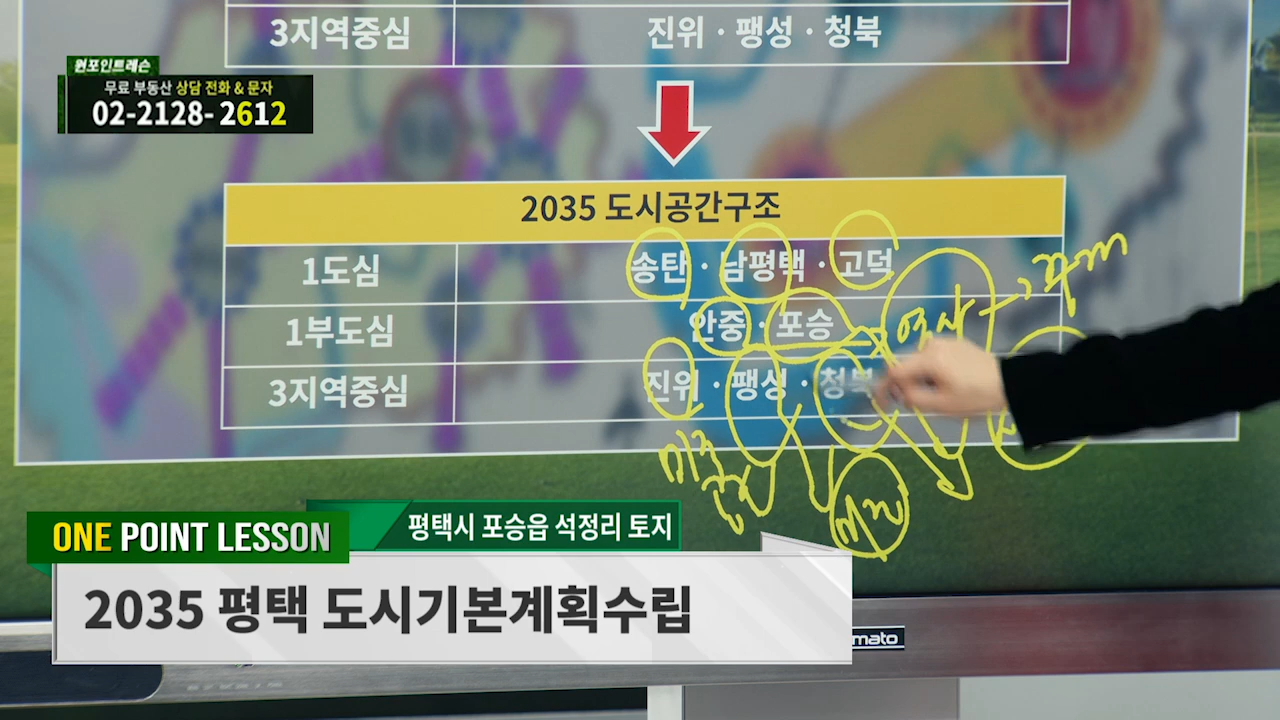 3지역중심 진위 · 팽성 · 청북
원포인트레슨
무료 부동산 상담 전화 & 문자
02-2128-2612
2035 도시공간구조
1도심 송탄 · 남평택 · 고덕
1부도심 안중 · 포승
3지역중심 진위 · 팽성 · 청북
평택시 포승읍 석정리 토지
ONE POINT LESSON
2035 평택 도시기본계획수립